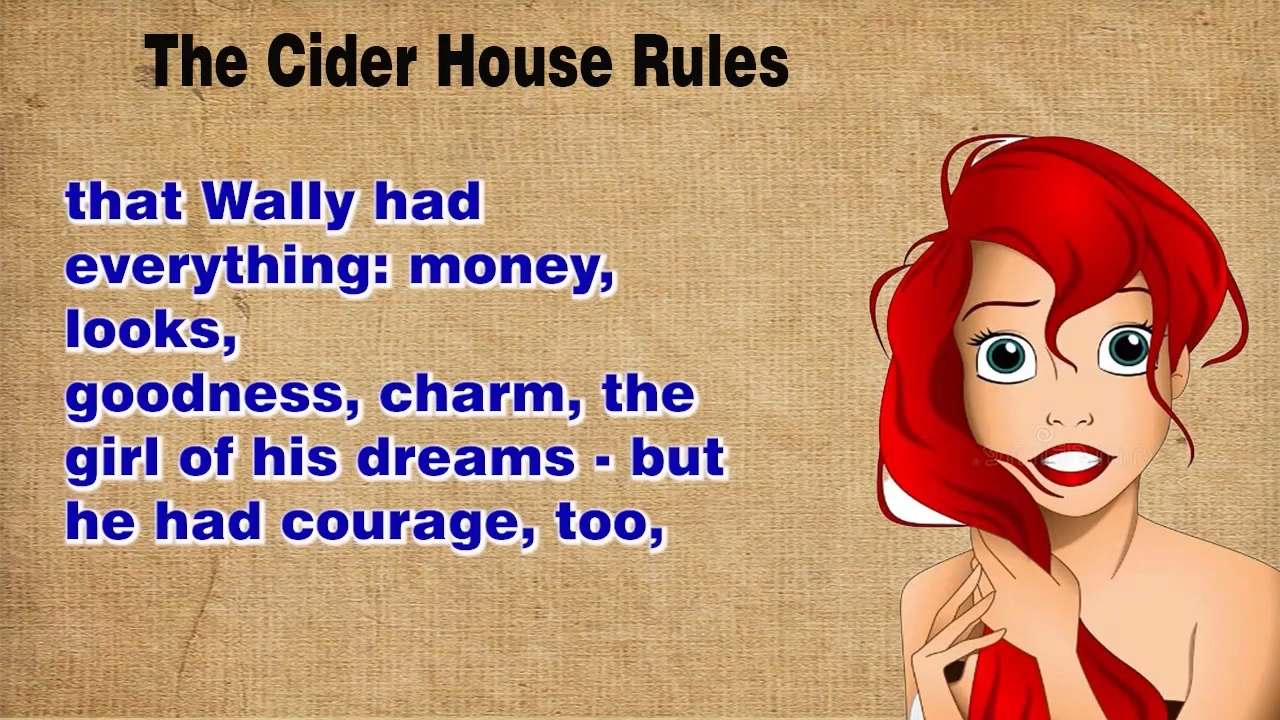 The Cider House Rules
that Wally had
everything: money,
looks,
goodness, charm, the
girl of his dreams - but
he had courage, too,